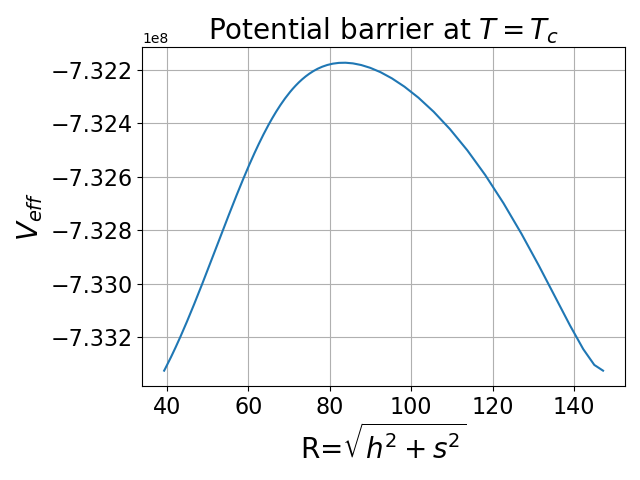 Potential barrier at $T = T_c$
1e8
$V_{eff}$
−7.322
−7.324
−7.326
−7.328
−7.330
−7.332
40 60 80 100 120 140
R=$\sqrt{h^2 + s^2}$